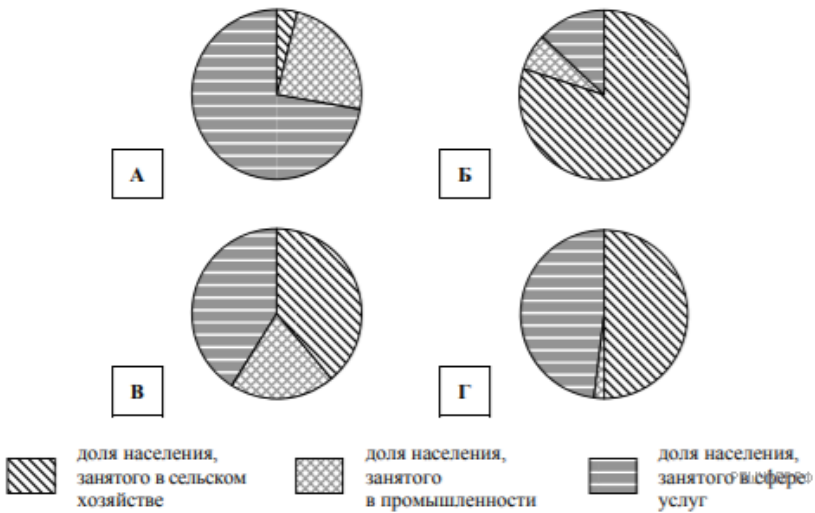 А
Б
В
Г
доля населения,
занятого в сельском
хозяйстве
доля населения,
занятого
в промышленности
доля населения,
занятого в сфере
услуг